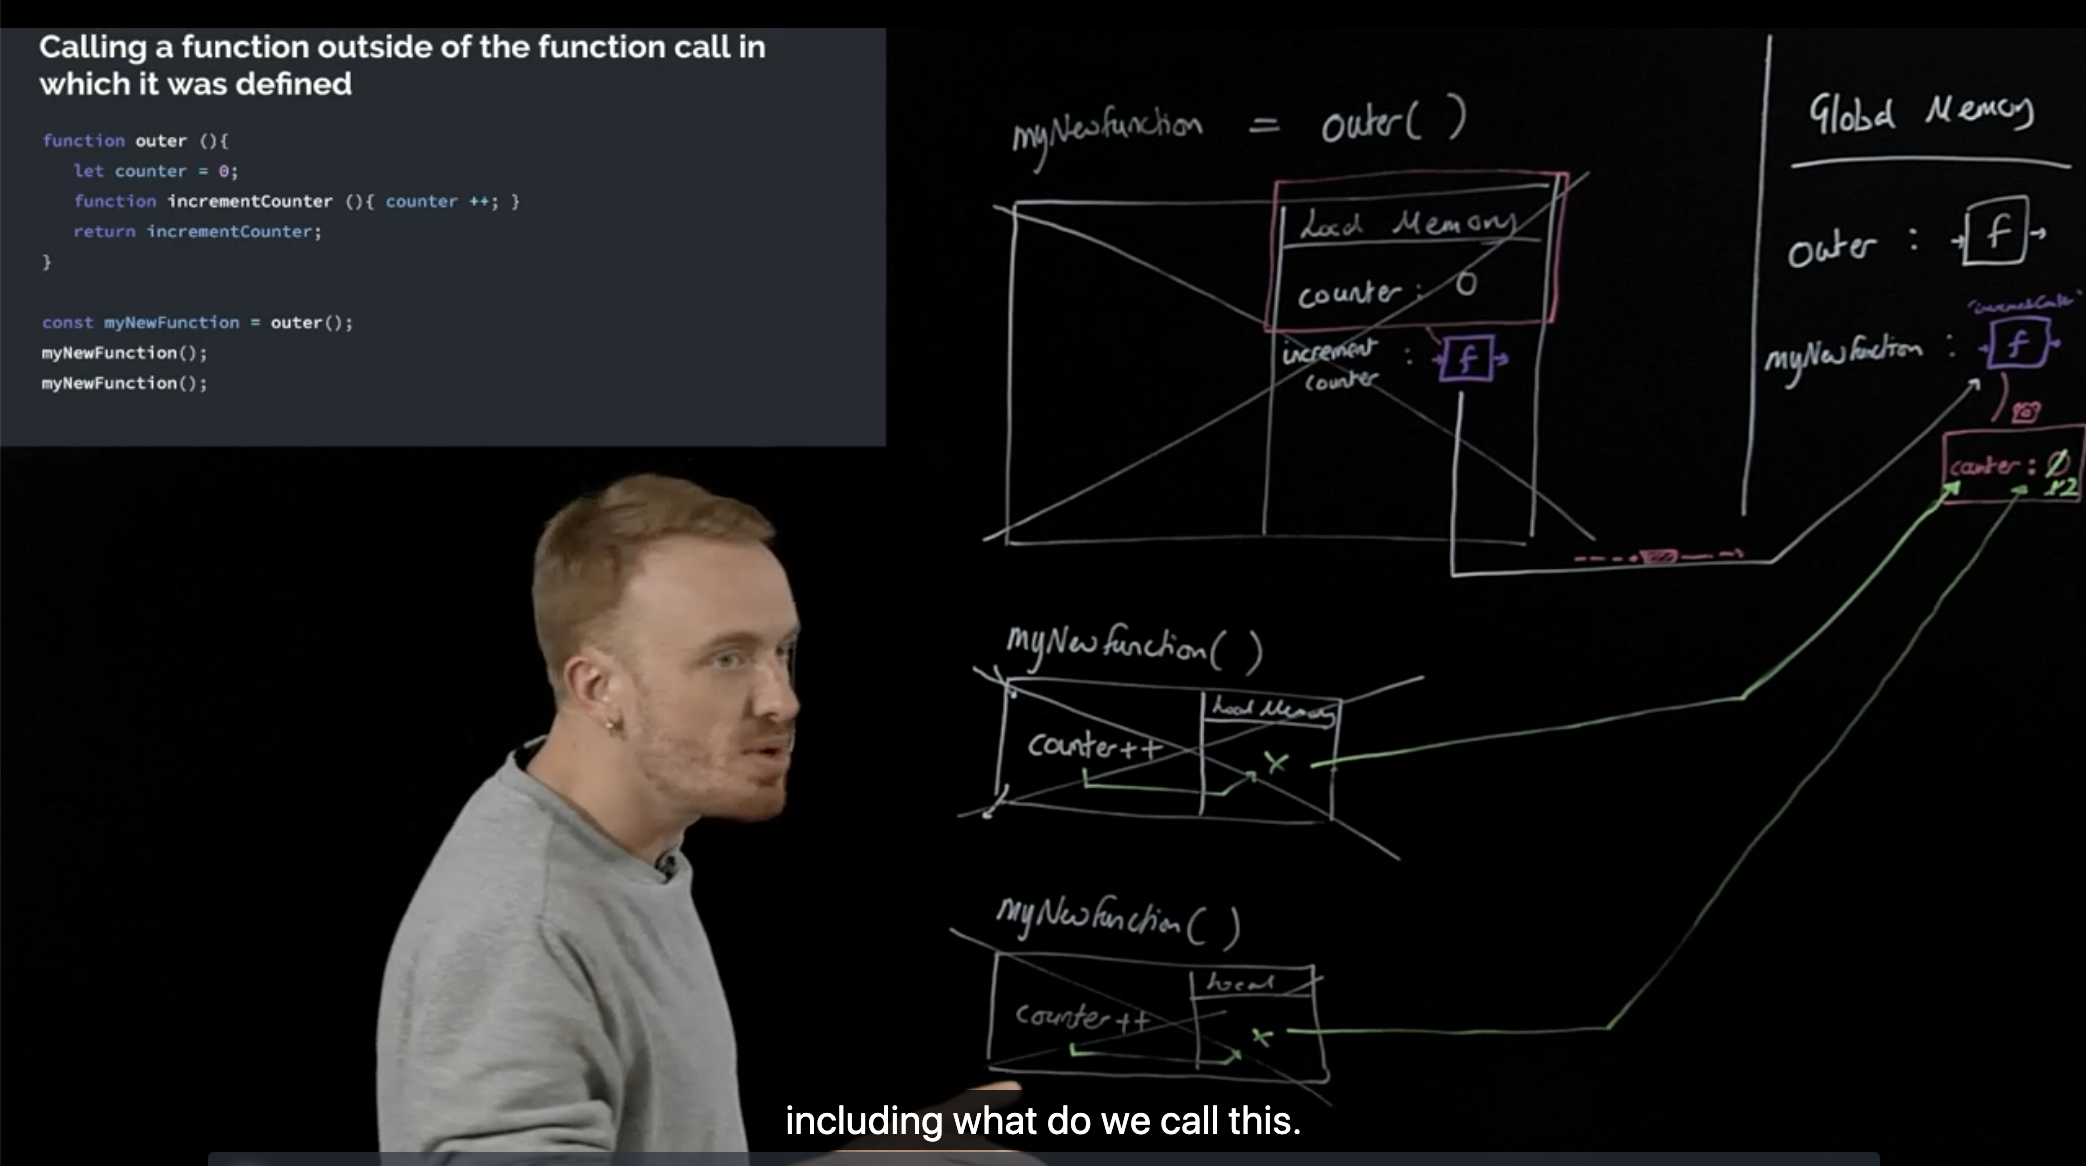 Calling a function outside of the function call in
which it was defined
function outer (){
let counter = 0;
function incrementCounter (){ counter ++; }
return incrementCounter;
}
const myNewFunction = outer();
myNewFunction();
myNewFunction();
myNewfunction = outer( )
Local Memory
counter : 0
increment : f
counter
Global Memory
outer : f
"incrementCounter"
myNewfunction : f
counter : 0
1 2
myNewfunction( )
Local Memory
counter++ x
myNewfunction( )
Local
counter++ x
including what do we call this.